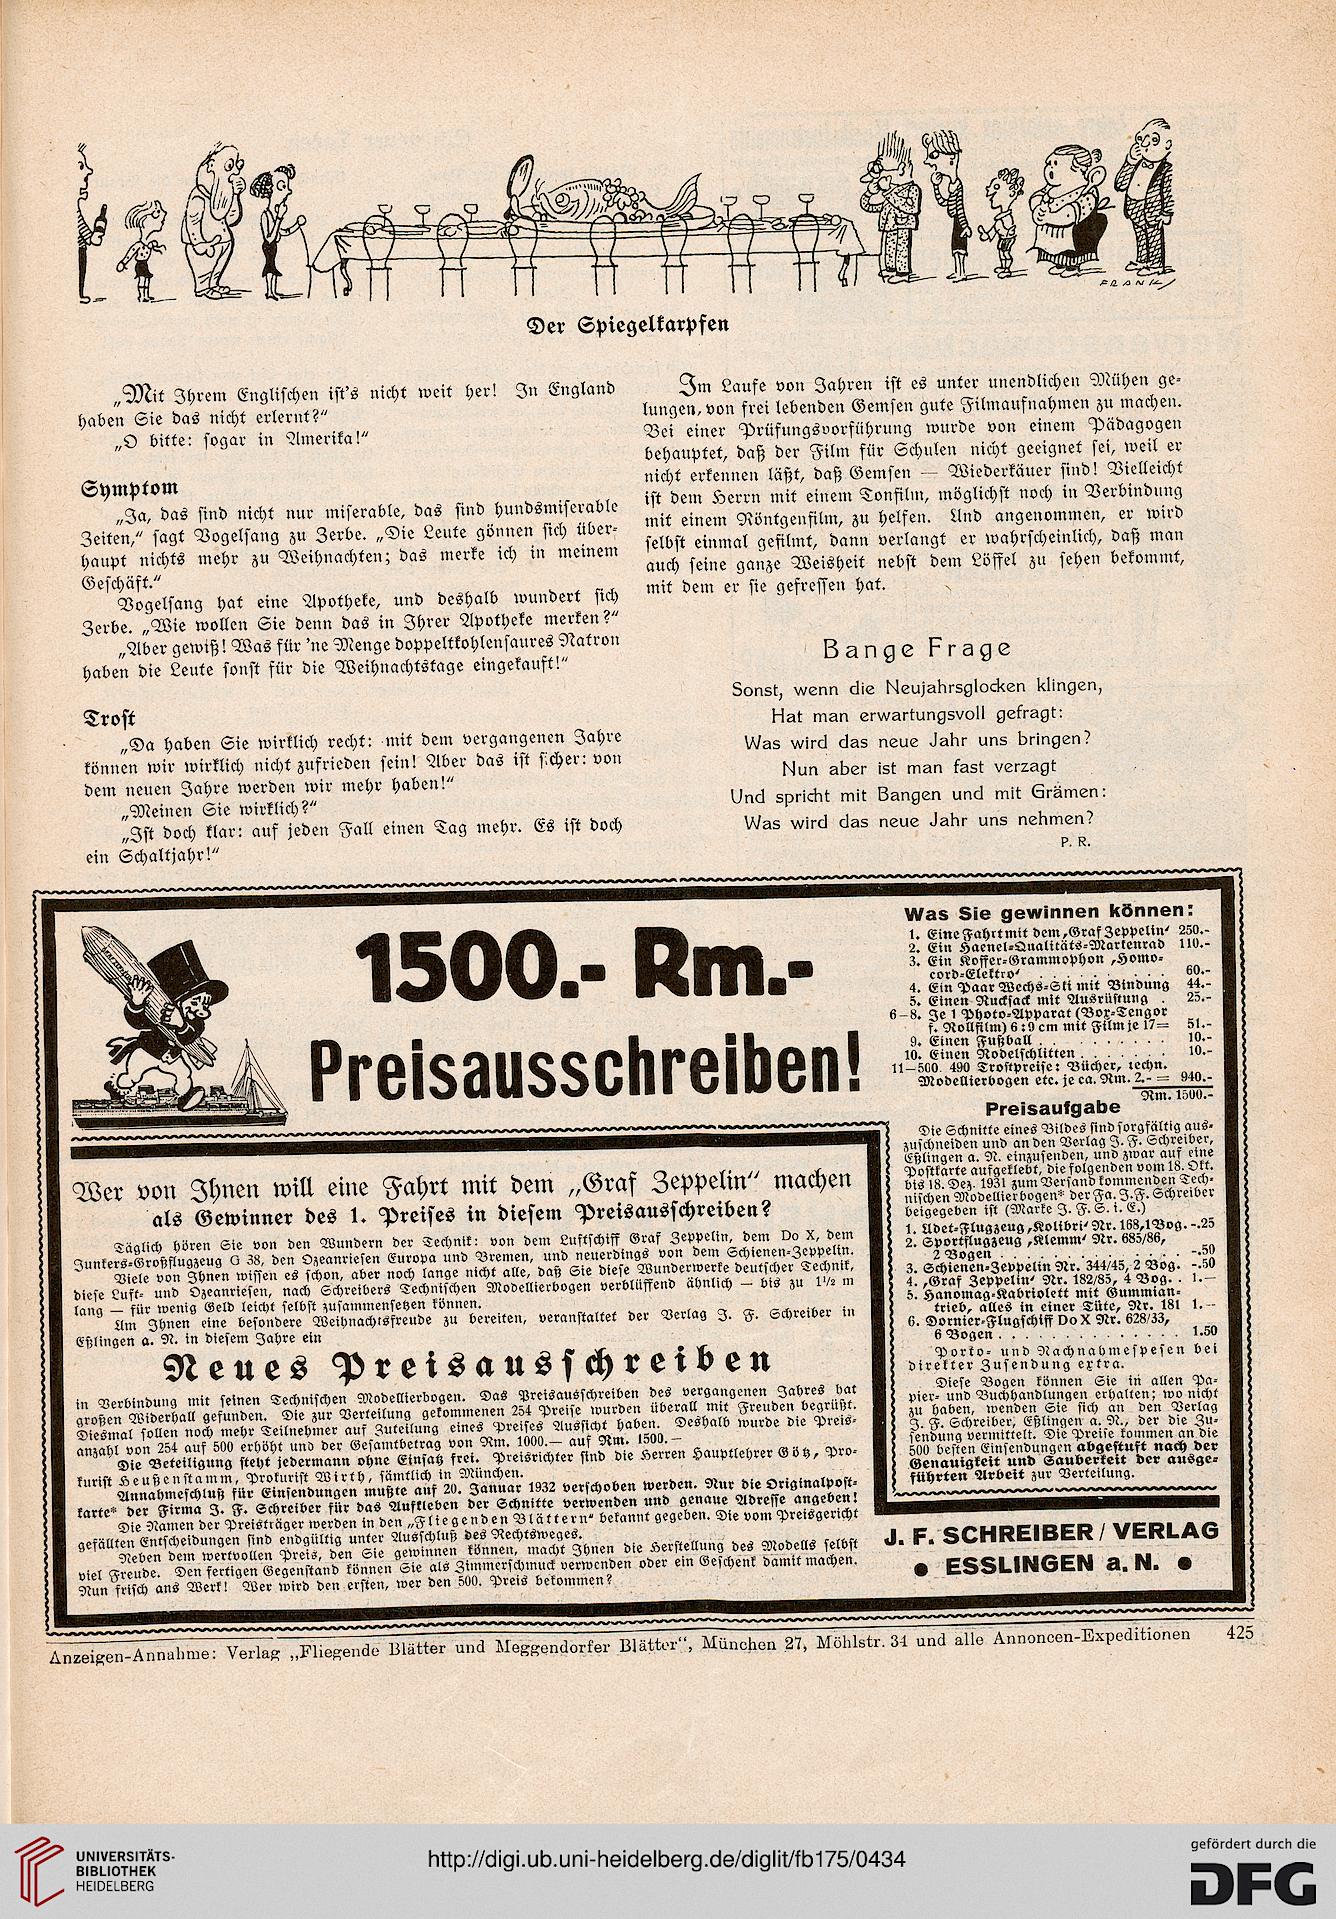 FRANK
Der Spiegelkarpfen
„Mit Ihrem Englischen ist's nicht weit her! In England
haben Sie das nicht erlernt?“
„O bitte: sogar in Amerika!“
Symptom
„Ja, das sind nicht nur miserable, das sind hundsmiserable
Zeiten,“ sagt Vogelsang zu Zerbe. „Die Leute gönnen sich über-
haupt nichts mehr zu Weihnachten; das merke ich in meinem
Geschäft.“
Vogelsang hat eine Apotheke, und deshalb wundert sich
Zerbe. „Wie wollen Sie denn das in Ihrer Apotheke merken?“
„Aber gewiß! Was für 'ne Menge doppeltkohlensaures Natron
haben die Leute sonst für die Weihnachtstage eingekauft!“
Trost
„Da haben Sie wirklich recht: mit dem vergangenen Jahre
können wir wirklich nicht zufrieden sein! Aber das ist sicher: von
dem neuen Jahre werden wir mehr haben!“
„Meinen Sie wirklich?“
„Ist doch klar: auf jeden Fall einen Tag mehr. Es ist doch
ein Schaltjahr!“
Im Laufe von Jahren ist es unter unendlichen Mühen ge-
lungen, von frei lebenden Gemsen gute Filmaufnahmen zu machen.
Bei einer Prüfungsvorführung wurde von einem Pädagogen
behauptet, daß der Film für Schulen nicht geeignet sei, weil er
nicht erkennen läßt, daß Gemsen — Wiederkäuer sind! Vielleicht
ist dem Herrn mit einem Tonfilm, möglichst noch in Verbindung
mit einem Röntgenfilm, zu helfen. Und angenommen, er wird
selbst einmal gefilmt, dann verlangt er wahrscheinlich, daß man
auch seine ganze Weisheit nebst dem Löffel zu sehen bekommt,
mit dem er sie gefressen hat.
Bange Frage
Sonst, wenn die Neujahrsglocken klingen,
Hat man erwartungsvoll gefragt:
Was wird das neue Jahr uns bringen?
Nun aber ist man fast verzagt
Und spricht mit Bangen und mit Grämen:
Was wird das neue Jahr uns nehmen?
P. R.
1500.- Rm.-
Preisausschreiben!
Wer von Ihnen will eine Fahrt mit dem „Graf Zeppelin“ machen
als Gewinner des 1. Preises in diesem Preisausschreiben?
Täglich hören Sie von den Wundern der Technik: von dem Luftschiff Graf Zeppelin, dem Do X, dem
Junkers-Großflugzeug G 38, den Ozeanriesen Europa und Bremen, und neuerdings von dem Schienen-Zeppelin.
Viele von Ihnen wissen es schon, aber noch lange nicht alle, daß Sie diese Wunderwerke deutscher Technik,
diese Luft- und Ozeanriesen, nach Schreibers Technischen Modellierbogen verblüffend ähnlich — bis zu 1½ m
lang — für wenig Geld leicht selbst zusammensetzen können.
Um Ihnen eine besondere Weihnachtsfreude zu bereiten, veranstaltet der Verlag J. F. Schreiber in
Eßlingen a. N. in diesem Jahre ein
Neues Preisausschreiben
in Verbindung mit seinen Technischen Modellierbogen. Das Preisausschreiben des vergangenen Jahres hat
großen Widerhall gefunden. Die zur Verteilung gekommenen 254 Preise wurden überall mit Freuden begrüßt.
Diesmal sollen noch mehr Teilnehmer auf Zuteilung eines Preises Aussicht haben. Deshalb wurde die Preis-
anzahl von 254 auf 500 erhöht und der Gesamtbetrag von Rm. 1000.— auf Rm. 1500.—
Die Beteiligung steht jedermann ohne Einsatz frei. Preisrichter sind die Herren Hauptlehrer Götz, Pro-
kurist Heußenstamm, Prokurist Wirth, sämtlich in München.
Annahmeschluß für Einsendungen mußte auf 20. Januar 1932 verschoben werden. Nur die Originalpost-
karte* der Firma J. F. Schreiber für das Aufkleben der Schnitte verwenden und genaue Adresse angeben!
Die Namen der Preisträger werden in den „Fliegenden Blättern“ bekannt gegeben. Die vom Preisgericht
gefällten Entscheidungen sind endgültig unter Ausschluß des Rechtsweges.
Neben dem wertvollen Preis, den Sie gewinnen können, macht Ihnen die Herstellung des Modells selbst
viel Freude. Den fertigen Gegenstand können Sie als Zimmerschmuck verwenden oder ein Geschenk damit machen.
Nun frisch ans Werk! Wer wird den ersten, wer den 500. Preis bekommen?
Was Sie gewinnen können:
1. Eine Fahrt mit dem ‚Graf Zeppelin‘ 250.-
2. Ein Haenel-Qualitäts-Markenrad 110.-
3. Ein Koffer-Grammophon ‚Homo-
cord-Elektro‘ . . . . . . . . 60.-
4. Ein Paar Wechs-Ski mit Bindung 44.-
5. Einen Rucksack mit Ausrüstung . 25.-
6-8. Je 1 Photo-Apparat (Box-Tengor
f. Rollfilm) 6:9 cm mit Film je 17= 51.-
9. Einen Fußball . . . . . . . . 10.-
10. Einen Rodelschlitten . . . . . . 10.-
11—500. 490 Trostpreise: Bücher, techn.
Modellierbogen etc. je ca. Rm. 2.- = 940.-
Rm. 1500.-
Preisaufgabe
Die Schnitte eines Bildes sind sorgfältig aus-
zuschneiden und an den Verlag J. F. Schreiber,
Eßlingen a. N. einzusenden, und zwar auf eine
Postkarte aufgeklebt, die folgenden vom 18. Okt.
bis 18. Dez. 1931 zum Versand kommenden Tech-
nischen Modellierbogen* der Fa. J. F. Schreiber
beigegeben ist (Marke J. F. S. i. E.)
1. Udet-Flugzeug ‚Kolibri‘ Nr. 168, 1 Bog. -.25
2. Sportflugzeug ‚Klemm‘ Nr. 685/86,
2 Bogen . . . . . . . . . . -.50
3. Schienen-Zeppelin Nr. 344/45, 2 Bog. -.50
4. ‚Graf Zeppelin‘ Nr. 182/85, 4 Bog. . 1.—
5. Hanomag-Kabriolett mit Gummian-
trieb, alles in einer Tüte, Nr. 181 1.—
6. Dornier-Flugschiff Do X Nr. 628/33,
6 Bogen . . . . . . . . . . 1.50
Porto- und Nachnahmespesen bei
direkter Zusendung extra.
Diese Bogen können Sie in allen Pa-
pier- und Buchhandlungen erhalten; wo nicht
zu haben, wenden Sie sich an den Verlag
J. F. Schreiber, Eßlingen a. N., der die Zu-
sendung vermittelt. Die Preise kommen an die
500 besten Einsendungen abgestuft nach der
Genauigkeit und Sauberkeit der ausge-
führten Arbeit zur Verteilung.
J. F. SCHREIBER / VERLAG
• ESSLINGEN a. N. •
Anzeigen-Annahme: Verlag „Fliegende Blätter und Meggendorfer Blätter“, München 27, Möhlstr. 34 und alle Annoncen-Expeditionen 425
UNIVERSITÄTS-
BIBLIOTHEK
HEIDELBERG
http://digi.ub.uni-heidelberg.de/diglit/fb175/0434
gefördert durch die
DFG